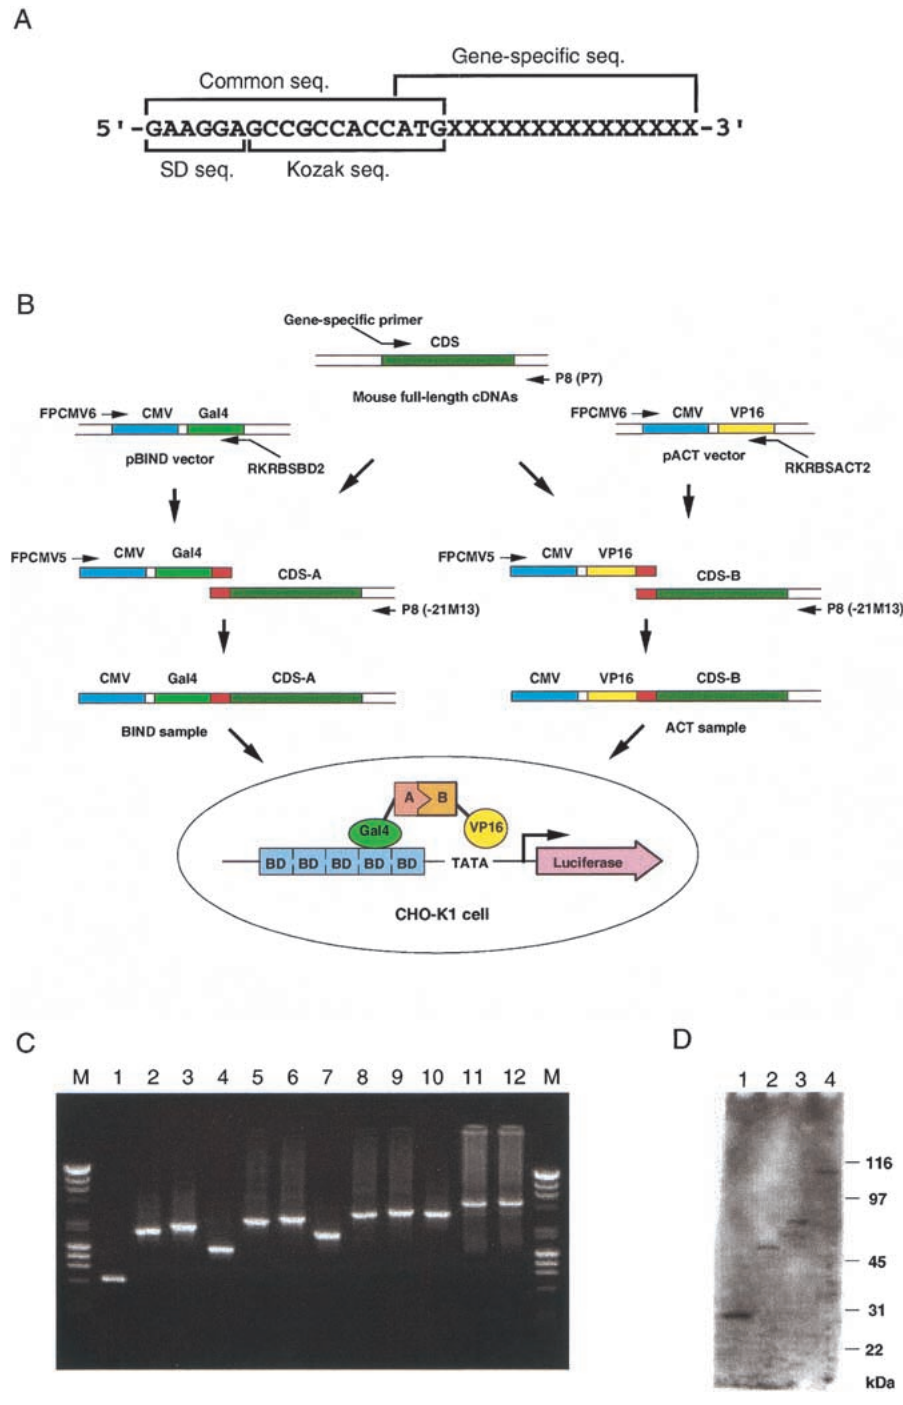 A
Gene-specific seq.
Common seq.
5'-GAAGGAGCCGCCACCATGXXXXXXXXXXXXXXXX-3'
SD seq. Kozak seq.
B
Gene-specific primer
CDS
P8 (P7)
Mouse full-length cDNAs
FPCMV6 CMV Gal4
RKRBSBD2
pBIND vector
FPCMV6 CMV VP16
RKRBSACT2
pACT vector
FPCMV5 CMV Gal4
CDS-A
P8 (-21M13)
FPCMV5 CMV VP16
CDS-B
P8 (-21M13)
CMV Gal4 CDS-A
BIND sample
CMV VP16 CDS-B
ACT sample
A B
Gal4 VP16
BD BD BD BD BD TATA Luciferase
CHO-K1 cell
C
M 1 2 3 4 5 6 7 8 9 10 11 12 M
D
1 2 3 4
116
97
45
31
22
kDa